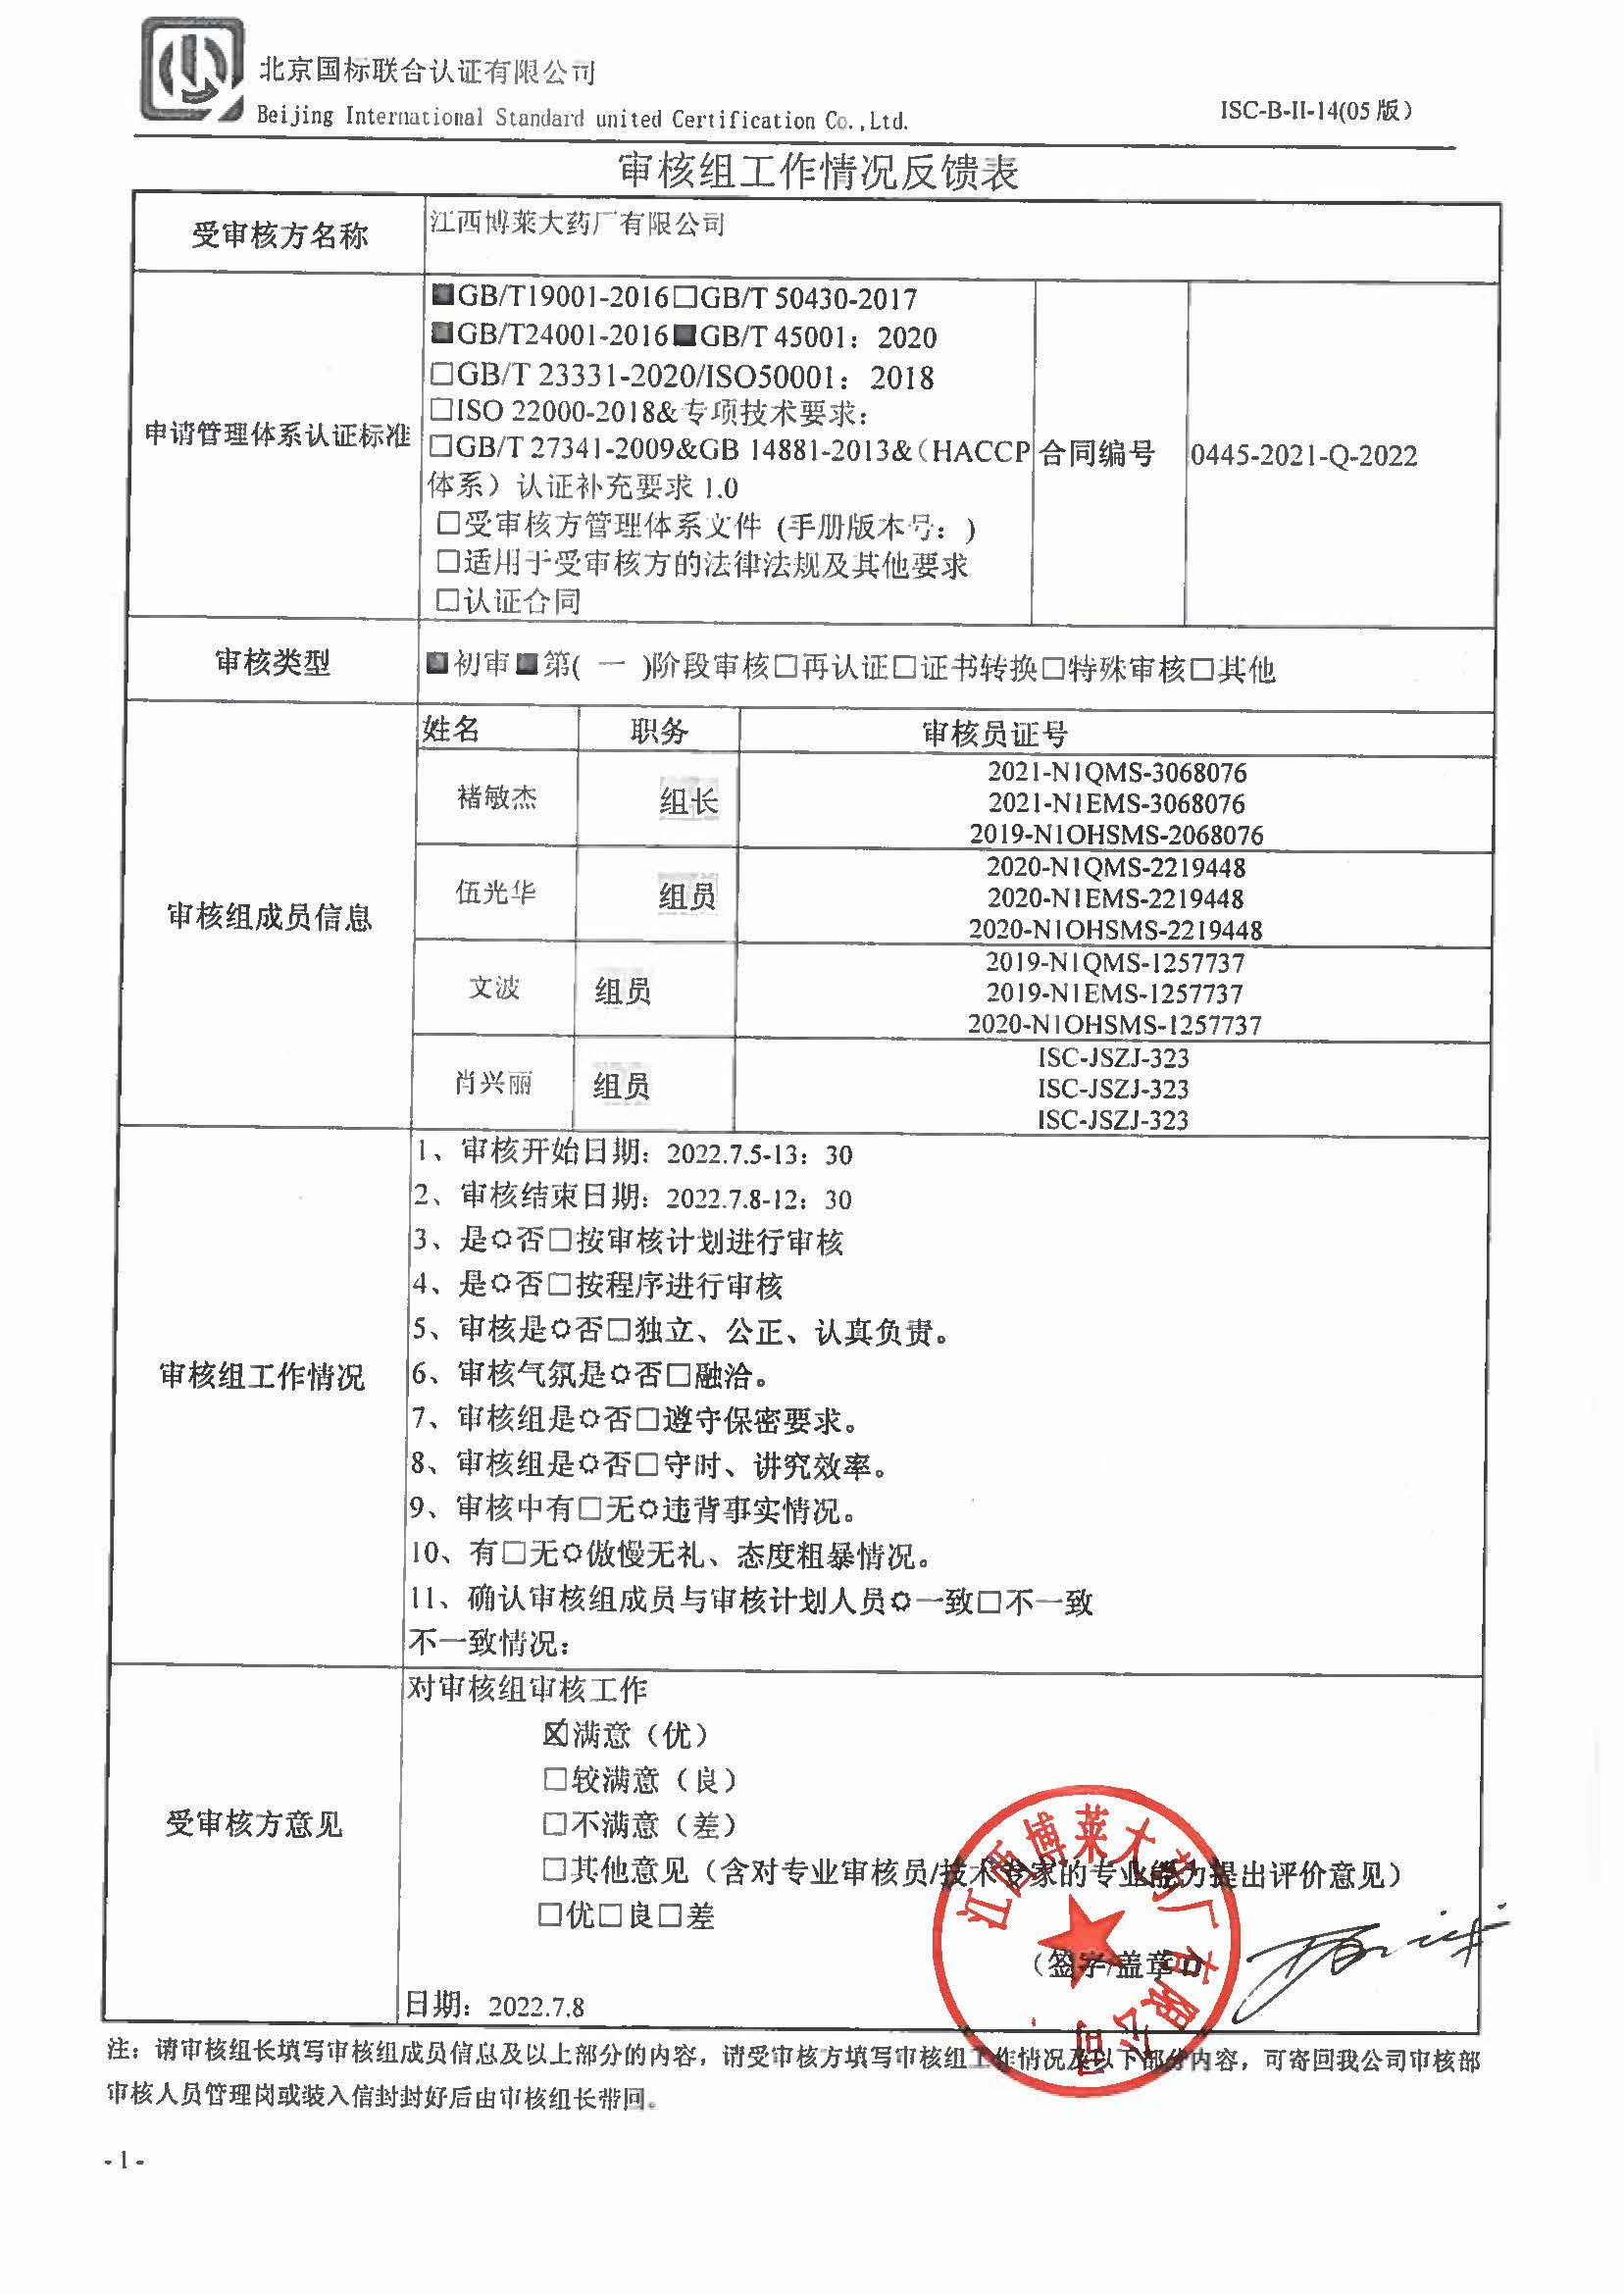 北京国标联合认证有限公司
Beijing International Standard united Certification Co.,Ltd.
ISC-B-II-14(05版)
审核组工作情况反馈表
受审核方名称
江西博莱大药厂有限公司
申请管理体系认证标准
■GB/T19001-2016□GB/T 50430-2017
■GB/T24001-2016■GB/T 45001：2020
□GB/T 23331-2020/ISO50001：2018
□ISO 22000-2018&专项技术要求：
□GB/T 27341-2009&GB 14881-2013&（HACCP
体系）认证补充要求 1.0
□受审核方管理体系文件 (手册版本号：)
□适用于受审核方的法律法规及其他要求
□认证合同
合同编号
0445-2021-Q-2022
审核类型
■初审■第( 一 )阶段审核□再认证□证书转换□特殊审核□其他
审核组成员信息
姓名 职务 审核员证号
褚敏杰 组长
2021-N1QMS-3068076
2021-N1EMS-3068076
2019-N1OHSMS-2068076
伍光华 组员
2020-N1QMS-2219448
2020-N1EMS-2219448
2020-N1OHSMS-2219448
文波 组员
2019-N1QMS-1257737
2019-N1EMS-1257737
2020-N1OHSMS-1257737
肖兴丽 组员
ISC-JSZJ-323
ISC-JSZJ-323
ISC-JSZJ-323
审核组工作情况
1、审核开始日期：2022.7.5-13：30
2、审核结束日期：2022.7.8-12：30
3、是✩否□按审核计划进行审核
4、是✩否□按程序进行审核
5、审核是✩否□独立、公正、认真负责。
6、审核气氛是✩否□融洽。
7、审核组是✩否□遵守保密要求。
8、审核组是✩否□守时、讲究效率。
9、审核中有□无✩违背事实情况。
10、有□无✩傲慢无礼、态度粗暴情况。
11、确认审核组成员与审核计划人员✩一致□不一致
不一致情况：
受审核方意见
对审核组审核工作
☒满意（优）
□较满意（良）
□不满意（差）
□其他意见（含对专业审核员/技术专家的专业能力提出评价意见）
□优□良□差
（签字/盖章）
江西博莱大药厂有限公司
日期：2022.7.8
注：请审核组长填写审核组成员信息及以上部分的内容，请受审核方填写审核组工作情况及以下部分内容，可寄回我公司审核部
审核人员管理岗或装入信封封好后由审核组长带回。
- 1 -